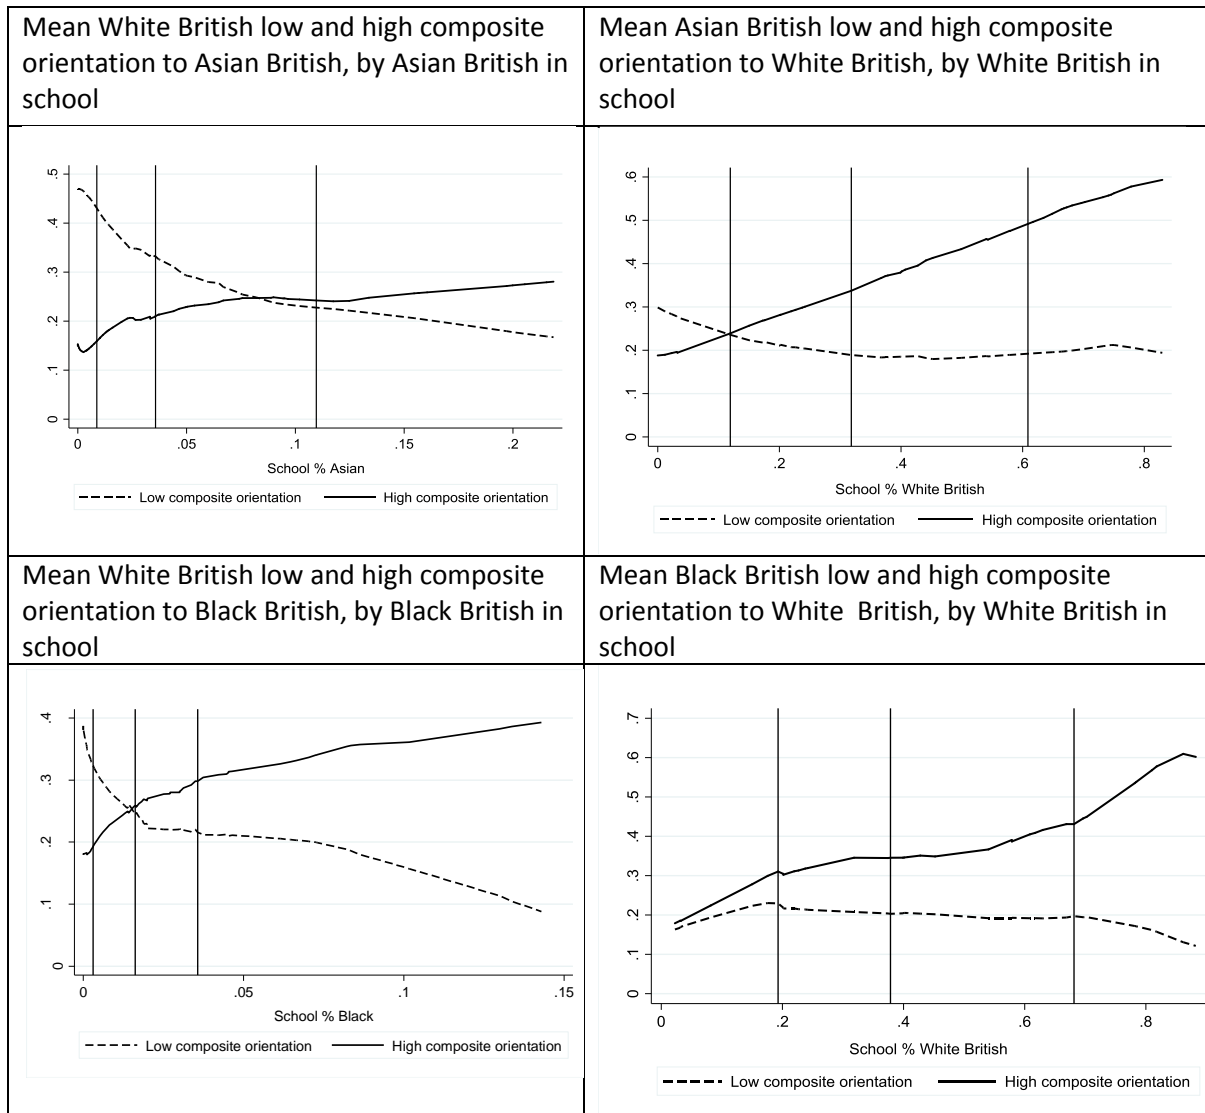 Mean White British low and high composite
orientation to Asian British, by Asian British in
school
Mean Asian British low and high composite
orientation to White British, by White British in
school
.5
.4
.3
.2
.1
0
0
.05
.1
.15
.2
School % Asian
Low composite orientation
High composite orientation
.6
.5
.4
.3
.2
.1
0
0
.2
.4
.6
.8
School % White British
Low composite orientation
High composite orientation
Mean White British low and high composite
orientation to Black British, by Black British in
school
Mean Black British low and high composite
orientation to White  British, by White British in
school
.4
.3
.2
.1
0
0
.05
.1
.15
School % Black
Low composite orientation
High composite orientation
.7
.6
.5
.4
.3
.2
.1
0
0
.2
.4
.6
.8
School % White British
Low composite orientation
High composite orientation